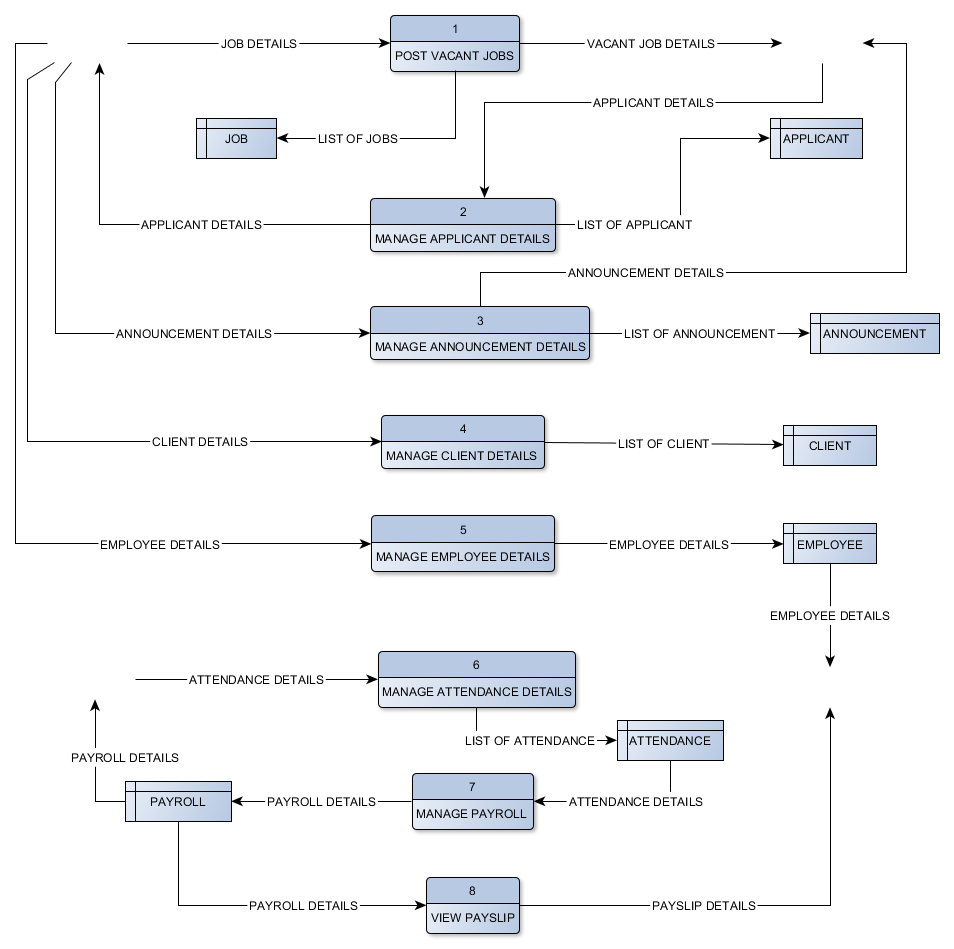 1
JOB DETAILS
VACANT JOB DETAILS
POST VACANT JOBS
APPLICANT DETAILS
JOB
LIST OF JOBS
APPLICANT
2
APPLICANT DETAILS
LIST OF APPLICANT
MANAGE APPLICANT DETAILS
ANNOUNCEMENT DETAILS
3
ANNOUNCEMENT DETAILS
LIST OF ANNOUNCEMENT
ANNOUNCEMENT
MANAGE ANNOUNCEMENT DETAILS
4
CLIENT DETAILS
LIST OF CLIENT
CLIENT
MANAGE CLIENT DETAILS
5
EMPLOYEE DETAILS
EMPLOYEE DETAILS
EMPLOYEE
MANAGE EMPLOYEE DETAILS
EMPLOYEE DETAILS
6
ATTENDANCE DETAILS
MANAGE ATTENDANCE DETAILS
LIST OF ATTENDANCE
ATTENDANCE
PAYROLL DETAILS
7
PAYROLL
PAYROLL DETAILS
ATTENDANCE DETAILS
MANAGE PAYROLL
8
PAYROLL DETAILS
PAYSLIP DETAILS
VIEW PAYSLIP